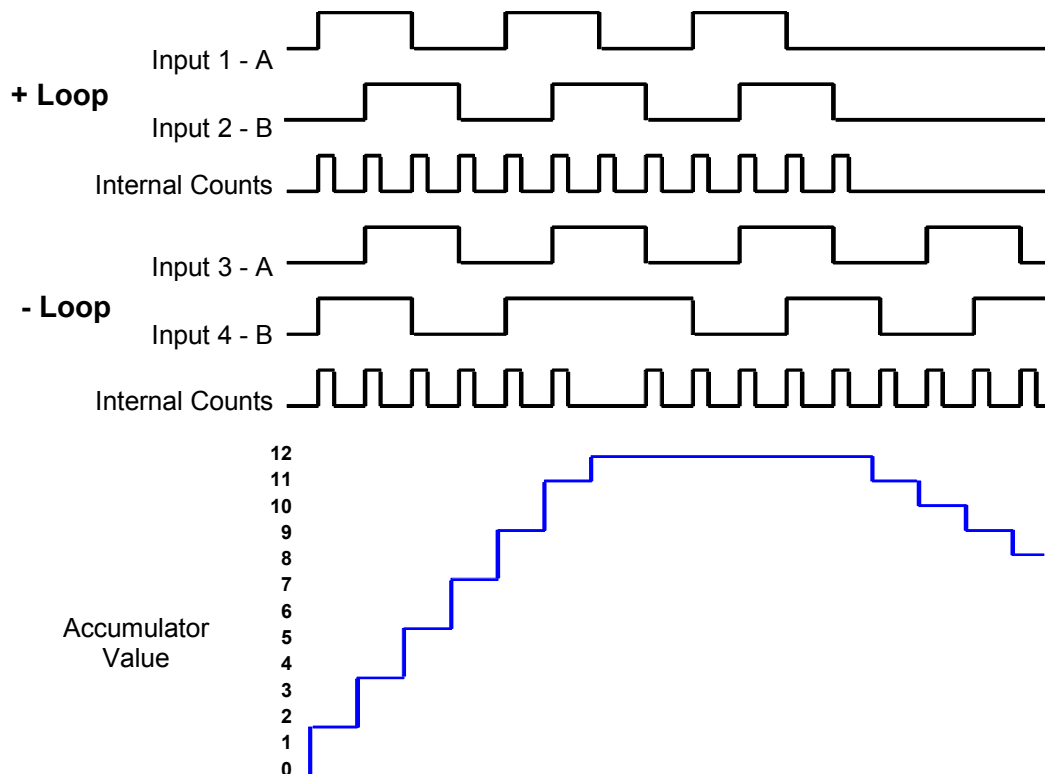 Input 1 - A
+ Loop
Input 2 - B
Internal Counts
Input 3 - A
- Loop
Input 4 - B
Internal Counts
12
11
10
9
8
7
6
5
4
3
2
1
0
Accumulator
Value